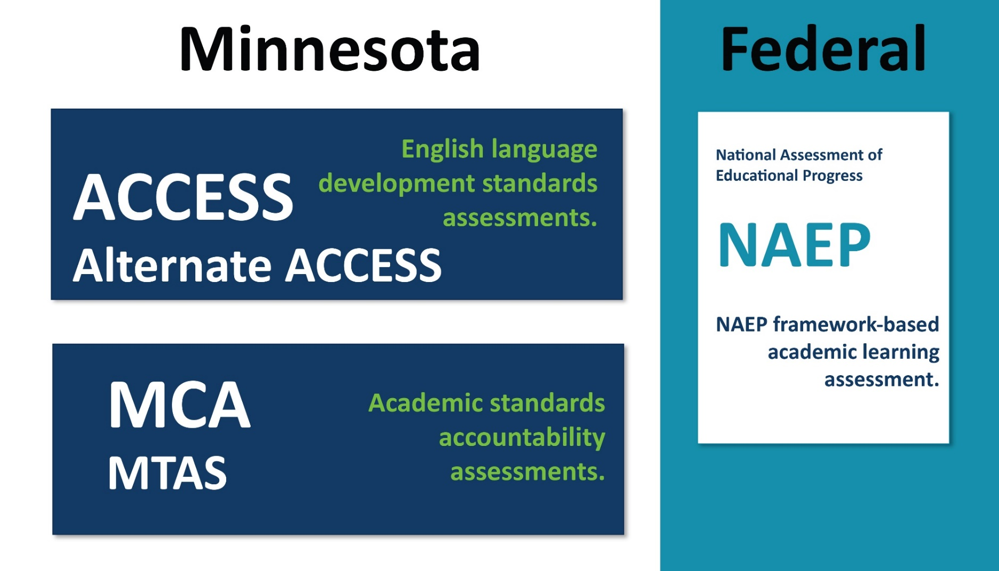 Minnesota
ACCESS
Alternate ACCESS
English language
development standards
assessments.
MCA
MTAS
Academic standards
accountability
assessments.
Federal
National Assessment of
Educational Progress
NAEP
NAEP framework-based
academic learning
assessment.